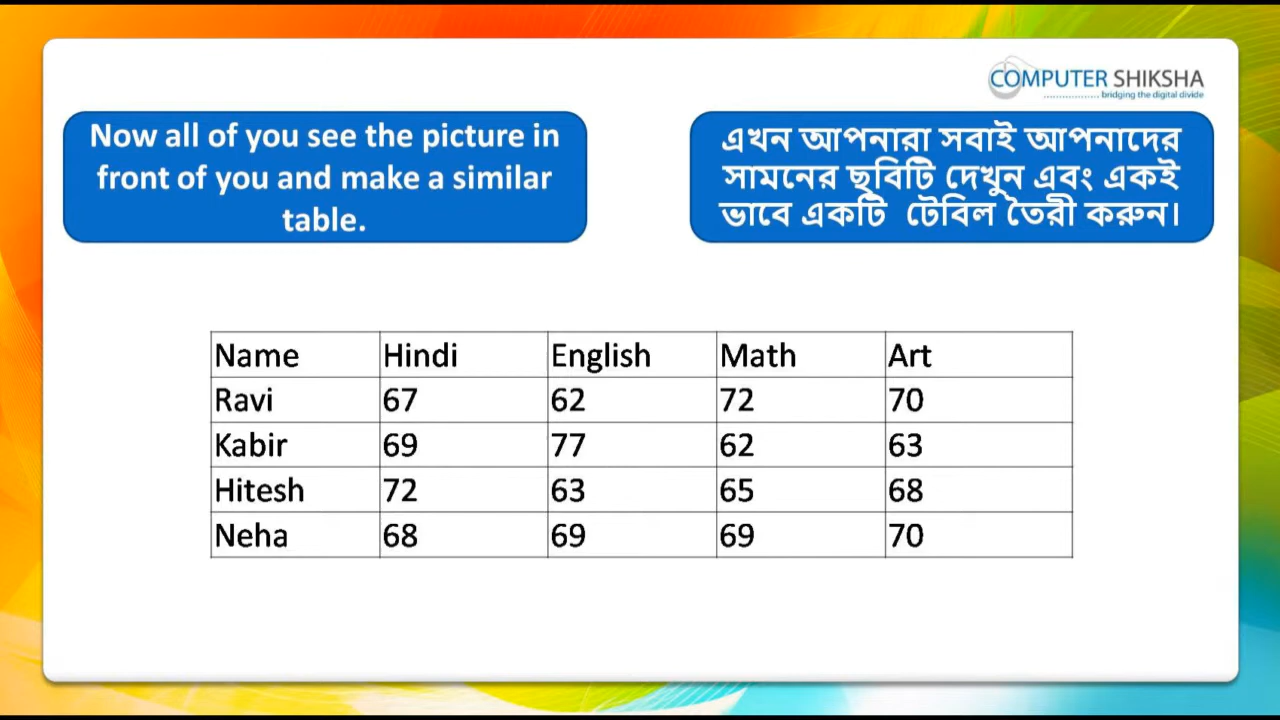 COMPUTER SHIKSHA
bridging the digital divide
Now all of you see the picture in
front of you and make a similar
table.
এখন আপনারা সবাই আপনাদের
সামনের ছবিটি দেখুন এবং একই
ভাবে একটি টেবিল তৈরী করুন।
Name Hindi English Math Art
Ravi 67 62 72 70
Kabir 69 77 62 63
Hitesh 72 63 65 68
Neha 68 69 69 70